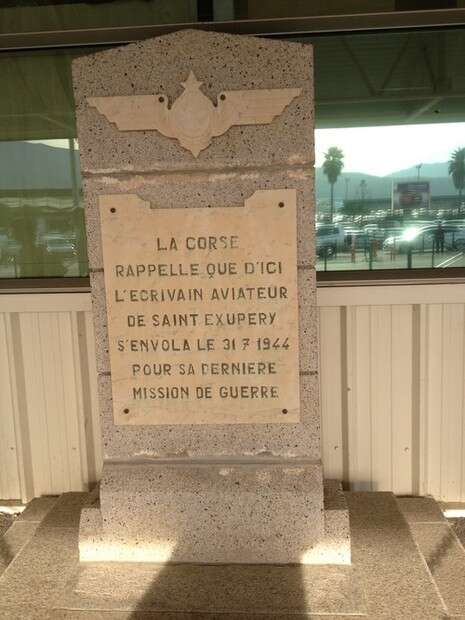 LA CORSE
RAPPELLE QUE D'ICI
L'ECRIVAIN AVIATEUR
DE SAINT EXUPERY
S'ENVOLA LE 31 7 1944
POUR SA DERNIERE
MISSION DE GUERRE